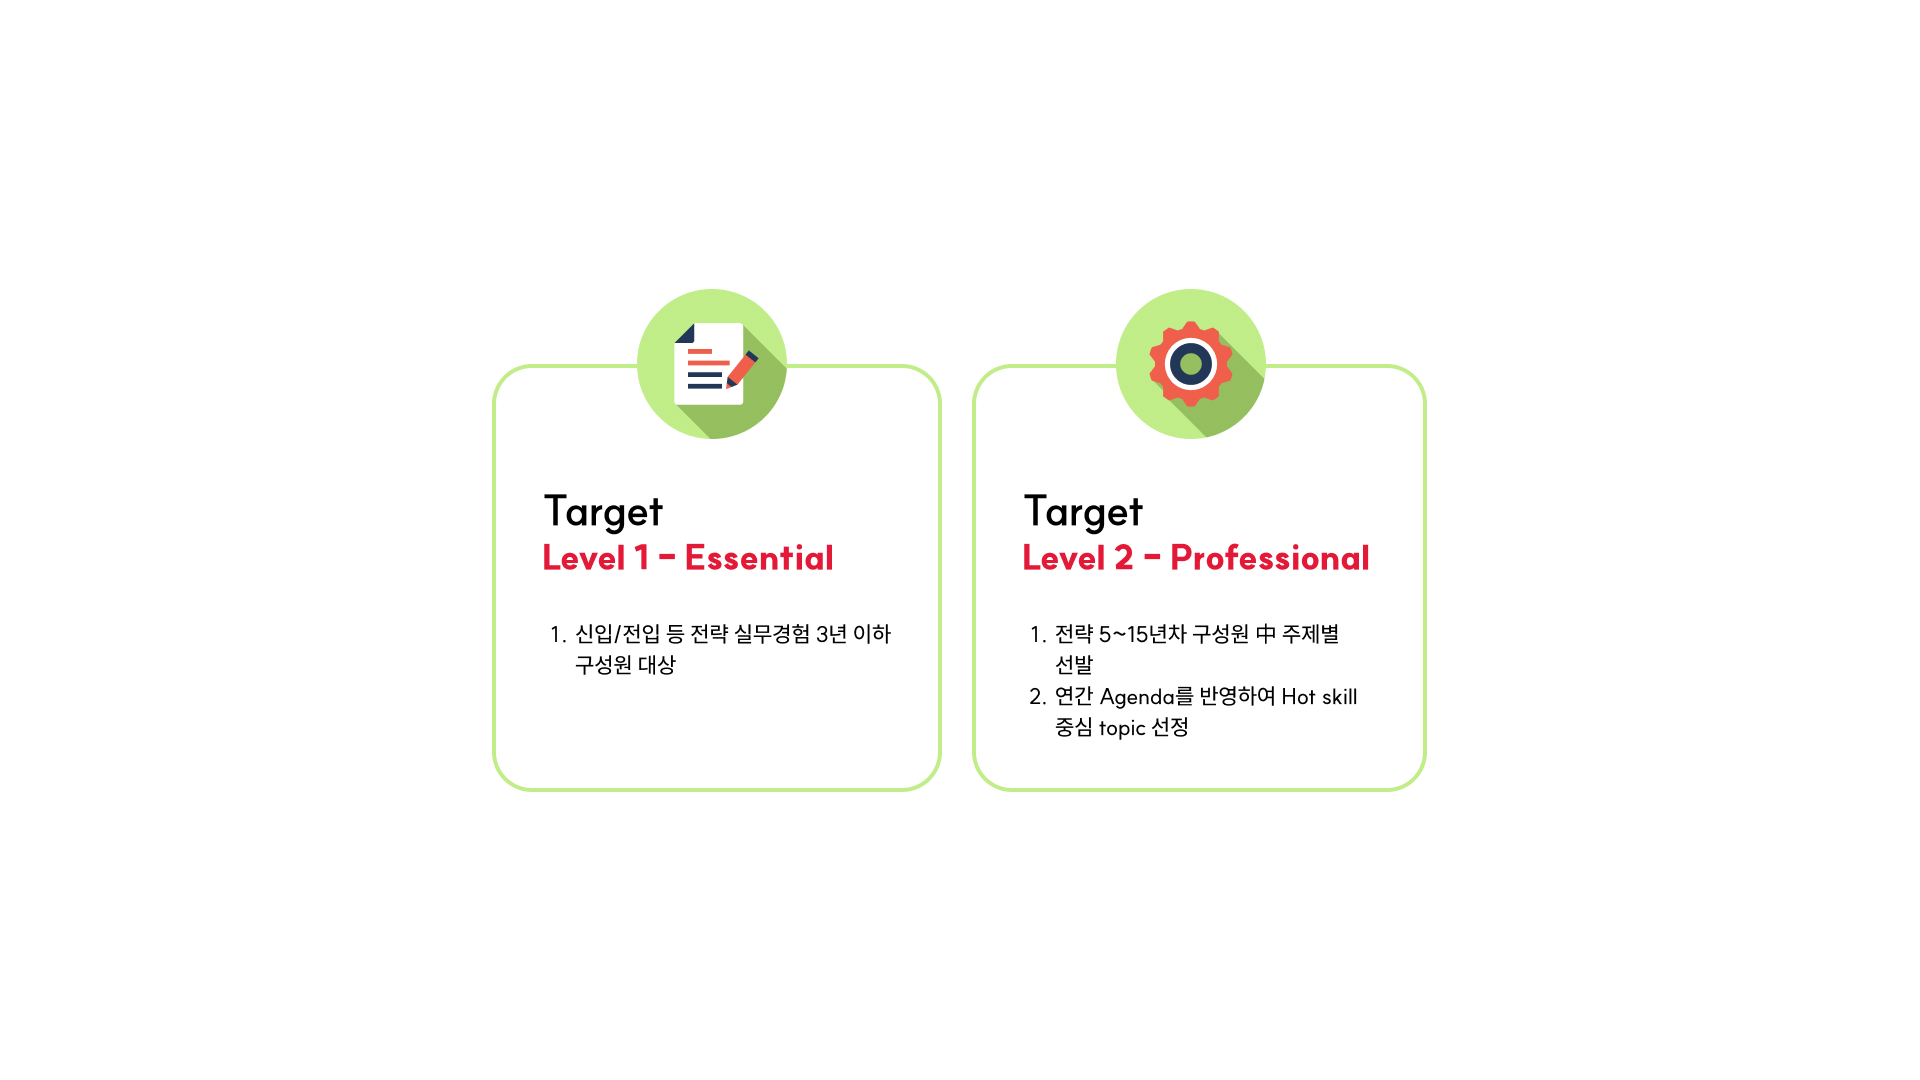 Target
Level 1 - Essential
1. 신입/전입 등 전략 실무경험 3년 이하
구성원 대상
Target
Level 2 - Professional
1. 전략 5~15년차 구성원 中 주제별
선발
2. 연간 Agenda를 반영하여 Hot skill
중심 topic 선정